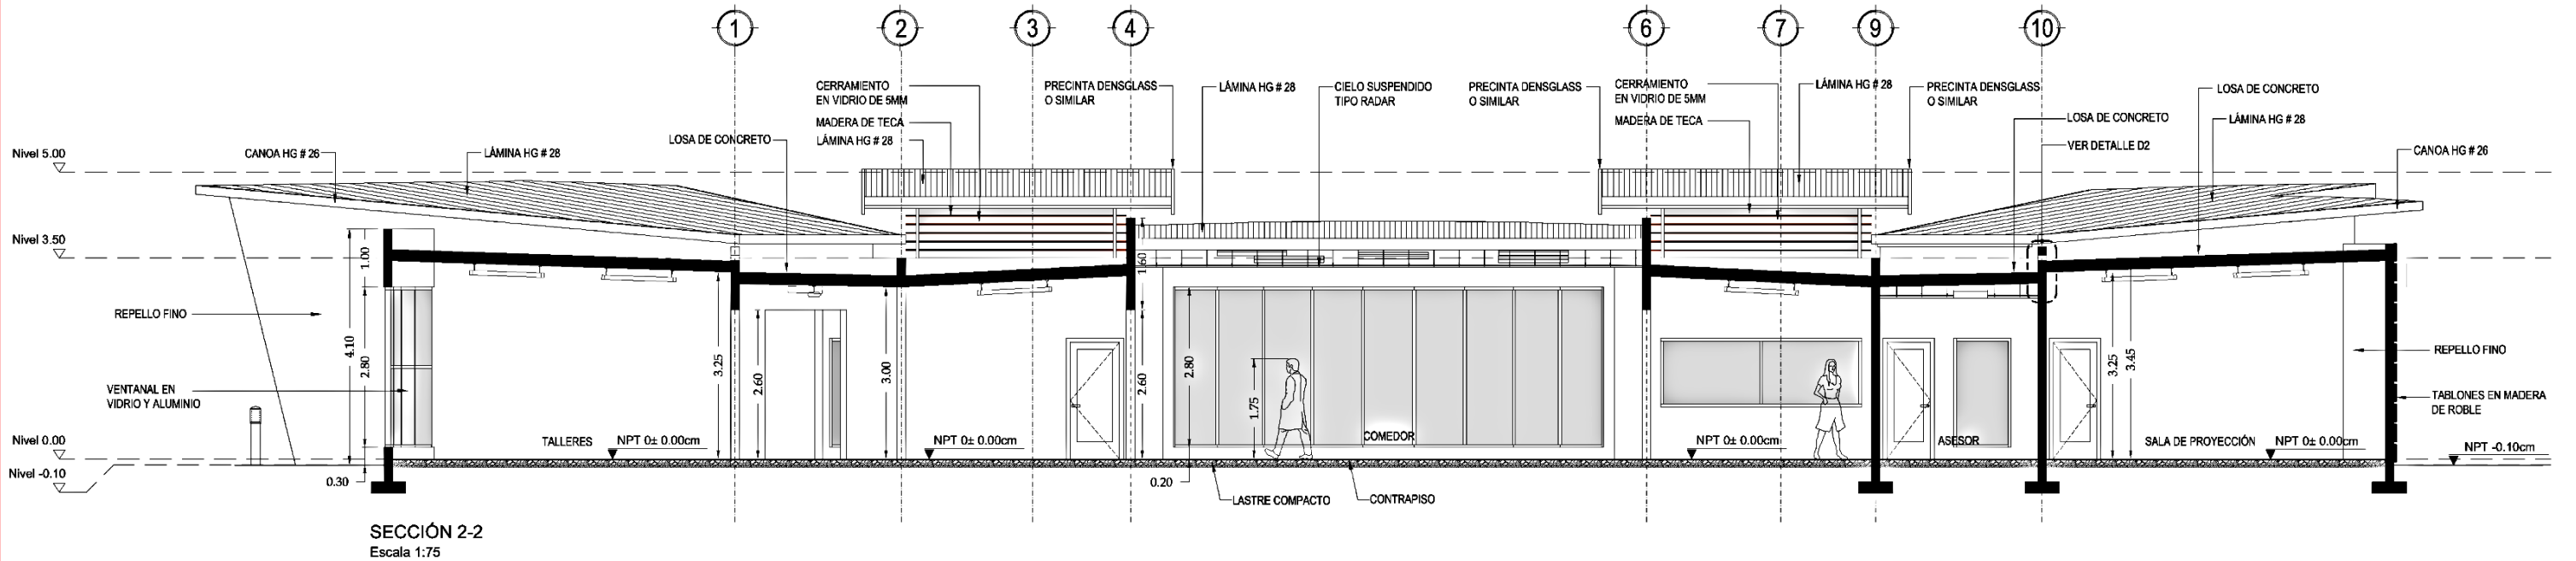 1
2
3
4
6
7
9
10
CERRAMIENTO
EN VIDRIO DE 5MM
MADERA DE TECA
LÁMINA HG # 28
PRECINTA DENSGLASS
O SIMILAR
LÁMINA HG # 28
CIELO SUSPENDIDO
TIPO RADAR
PRECINTA DENSGLASS
O SIMILAR
CERRAMIENTO
EN VIDRIO DE 5MM
MADERA DE TECA
LÁMINA HG # 28
PRECINTA DENSGLASS
O SIMILAR
LOSA DE CONCRETO
LOSA DE CONCRETO
LÁMINA HG # 28
VER DETALLE D2
CANOA HG # 26
LOSA DE CONCRETO
Nivel 5.00
CANOA HG # 26
LÁMINA HG # 28
Nivel 3.50
1.00
1.60
REPELLO FINO
4.10
2.80
3.25
2.60
3.00
2.60
2.80
1.75
3.25
3.45
REPELLO FINO
VENTANAL EN
VIDRIO Y ALUMINIO
TABLONES EN MADERA
DE ROBLE
Nivel 0.00
TALLERES
NPT 0± 0.00cm
NPT 0± 0.00cm
COMEDOR
NPT 0± 0.00cm
ASESOR
SALA DE PROYECCIÓN
NPT 0± 0.00cm
NPT -0.10cm
Nivel -0.10
0.30
0.20
LASTRE COMPACTO
CONTRAPISO
SECCIÓN 2-2
Escala 1:75